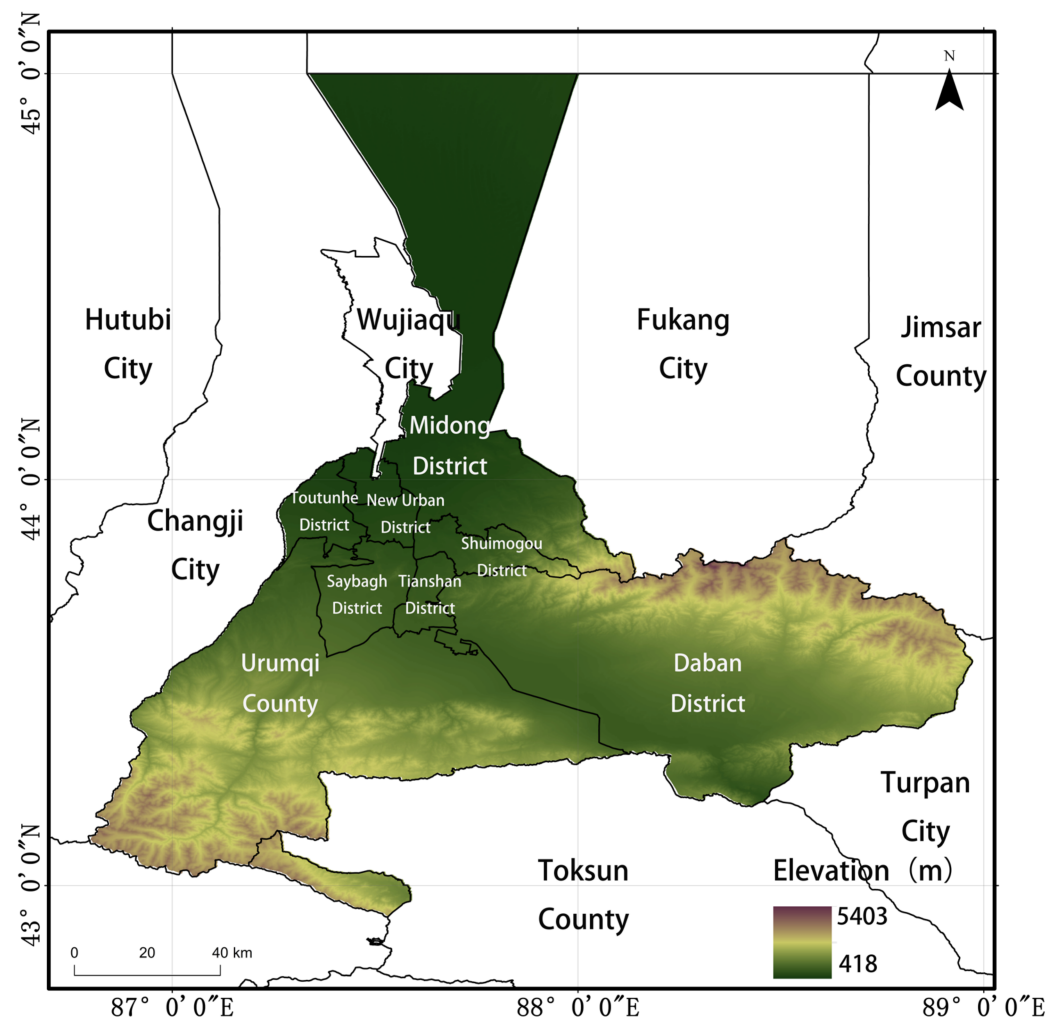 45° 0′ 0″N
N
Hutubi
City
Wujiaqu
City
Fukang
City
Jimsar
County
Midong
District
44° 0′ 0″N
Changji
City
Toutunhe
District
New Urban
District
Shuimogou
District
Saybagh
District
Tianshan
District
Urumqi
County
Daban
District
Turpan
City
Toksun
County
43° 0′ 0″N
Elevation（m）
5403
418
0 20 40 km
87° 0′ 0″E
88° 0′ 0″E
89° 0′ 0″E